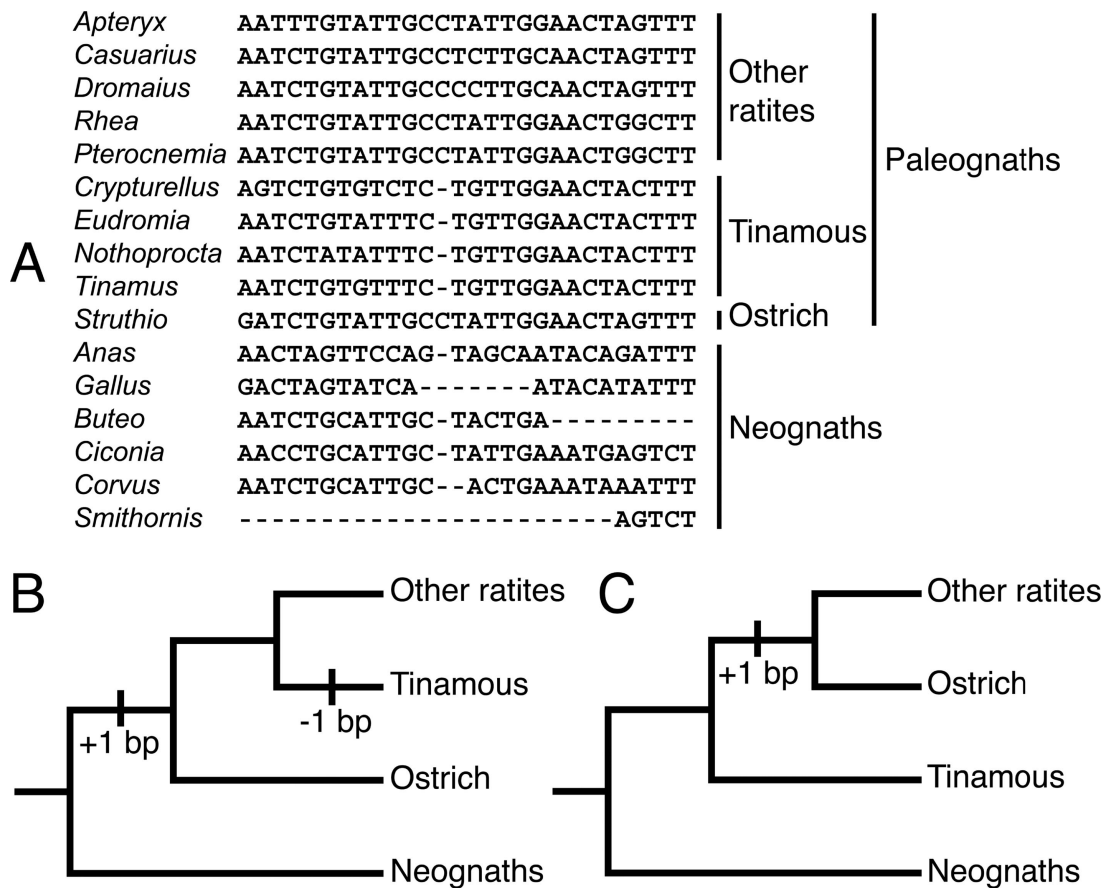 Apteryx AATTTGTATTGCCTATTGGAACTAGTTT
Casuarius AATCTGTATTGCCTCTTGCAACTAGTTT
Dromaius AATCTGTATTGCCCCTTGCAACTAGTTT
Other ratites
Rhea AATCTGTATTGCCTATTGGAACTGGCTT
Pterocnemia AATCTGTATTGCCTATTGGAACTGGCTT
Paleognaths
Crypturellus AGTCTGTGTCTC-TGTTGGAACTACTTT
Eudromia AATCTGTATTTC-TGTTGGAACTACTTT
Tinamous
A
Nothoprocta AATCTATATTTC-TGTTGGAACTACTTT
Tinamus AATCTGTGTTTC-TGTTGGAACTACTTT
Struthio GATCTGTATTGCCTATTGGAACTAGTTT
Ostrich
Anas AACTAGTTCCAG-TAGCAATACAGATTT
Gallus GACTAGTATCA-------ATACATATTT
Buteo AATCTGCATTGC-TACTGA---------
Neognaths
Ciconia AACCTGCATTGC-TATTGAAATGAGTCT
Corvus AATCTGCATTGC--ACTGAAATAAATTT
Smithornis -----------------------AGTCT
B
Other ratites
Tinamous
-1 bp
+1 bp
Ostrich
Neognaths
C
Other ratites
+1 bp
Ostrich
Tinamous
Neognaths